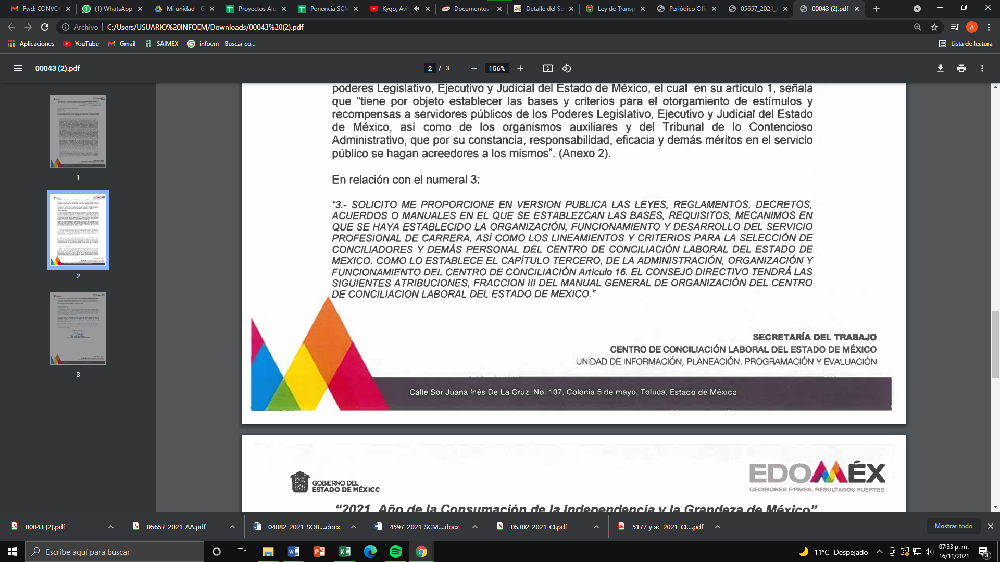 Fwd: CONVOC
(1) WhatsApp
Mi unidad - G
Proyectos Ale
Ponencia SCM
Kygo, Avic
Documentos
Detalle del Se
Ley de Transp
Periódico Ofic
05657_2021_A
00043 (2).pdf
Archivo
C:/Users/USUARIO%20INFOEM/Downloads/00043%20(2).pdf
A
Aplicaciones
YouTube
Gmail
SAIMEX
infoem - Buscar co...
Lista de lectura
00043 (2).pdf
2 / 3
156%
1
2
3
poderes Legislativo, Ejecutivo y Judicial del Estado de México, el cual en su artículo 1, señala
que “tiene por objeto establecer las bases y criterios para el otorgamiento de estímulos y
recompensas a servidores públicos de los Poderes Legislativo, Ejecutivo y Judicial del Estado
de México, así como de los organismos auxiliares y del Tribunal de lo Contencioso
Administrativo, que por su constancia, responsabilidad, eficacia y demás méritos en el servicio
público se hagan acreedores a los mismos”. (Anexo 2).
En relación con el numeral 3:
“3.- SOLICITO ME PROPORCIONE EN VERSION PUBLICA LAS LEYES, REGLAMENTOS, DECRETOS,
ACUERDOS O MANUALES EN EL QUE SE ESTABLEZCAN LAS BASES, REQUISITOS, MECANIMOS EN
QUE SE HAYA ESTABLECIDO LA ORGANIZACIÓN, FUNCIONAMIENTO Y DESARROLLO DEL SERVICIO
PROFESIONAL DE CARRERA, ASÍ COMO LOS LINEAMIENTOS Y CRITERIOS PARA LA SELECCIÓN DE
CONCILIADORES Y DEMÁS PERSONAL DEL CENTRO DE CONCILIACIÓN LABORAL DEL ESTADO DE
MEXICO. COMO LO ESTABLECE EL CAPÍTULO TERCERO, DE LA ADMINISTRACIÓN, ORGANIZACIÓN Y
FUNCIONAMIENTO DEL CENTRO DE CONCILIACIÓN Artículo 16. EL CONSEJO DIRECTIVO TENDRÁ LAS
SIGUIENTES ATRIBUCIONES, FRACCION III DEL MANUAL GENERAL DE ORGANIZACIÓN DEL CENTRO
DE CONCILIACION LABORAL DEL ESTADO DE MEXICO.”
SECRETARÍA DEL TRABAJO
CENTRO DE CONCILIACIÓN LABORAL DEL ESTADO DE MÉXICO
UNIDAD DE INFORMACIÓN, PLANEACIÓN, PROGRAMACIÓN Y EVALUACIÓN
Calle Sor Juana Inés De La Cruz. No. 107, Colonia 5 de mayo, Toluca, Estado de México
GOBIERNO DEL
ESTADO DE MÉXICO
EDOMÉX
DECISIONES FIRMES, RESULTADOS FUERTES.
“2021. Año de la Consumación de la Independencia y la Grandeza de México”
00043 (2).pdf
05657_2021_AA.pdf
04082_2021_SOB....docx
4597_2021_SCM....docx
05302_2021_CI.pdf
5177 y ac_2021_CI....pdf
Mostrar todo
Escribe aquí para buscar
11°C Despejado
07:33 p. m.
16/11/2021
3